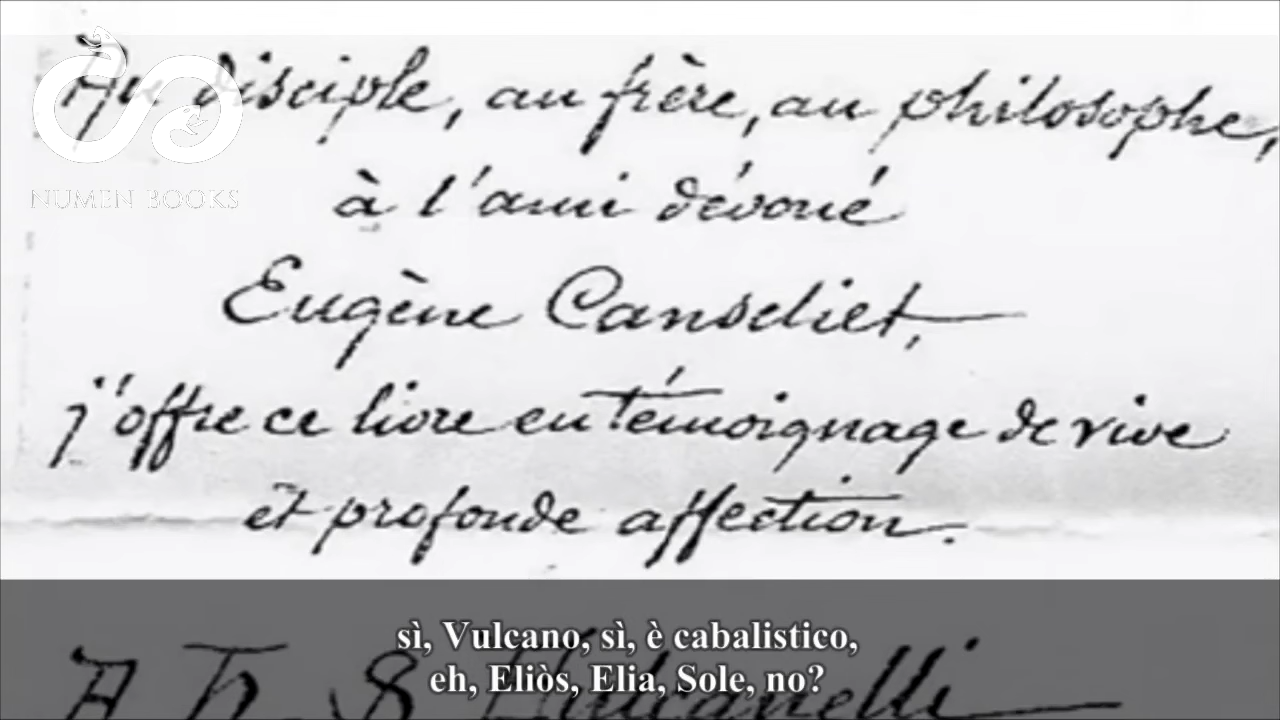 Au disciple, au frère, au philosophe,
NUMEN BOOKS
à l'ami dévoué
Eugène Canseliet,
j'offre ce livre en témoignage de vive
et profonde affection.
sì, Vulcano, sì, è cabalistico,
eh, Eliòs, Elia, Sole, no?